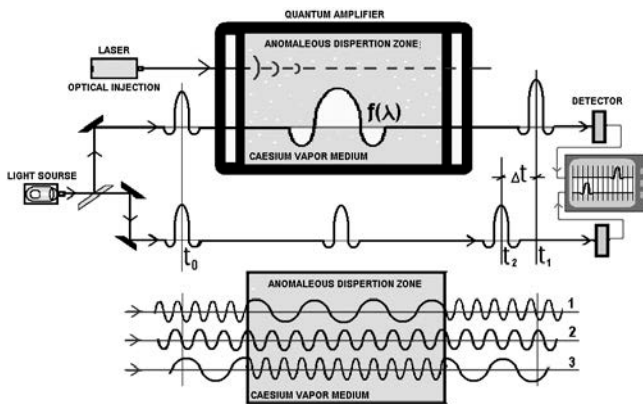 QUANTUM AMPLIFIER
ANOMALEOUS DISPERTION ZONE;
LASER
OPTICAL INJECTION
f(λ)
DETECTOR
CAESIUM VAPOR MEDIUM
LIGHT SOURSE
Δt
t₀
t₂
t₁
ANOMALEOUS DISPERTION ZONE
1
2
3
CAESIUM VAPOR MEDIUM